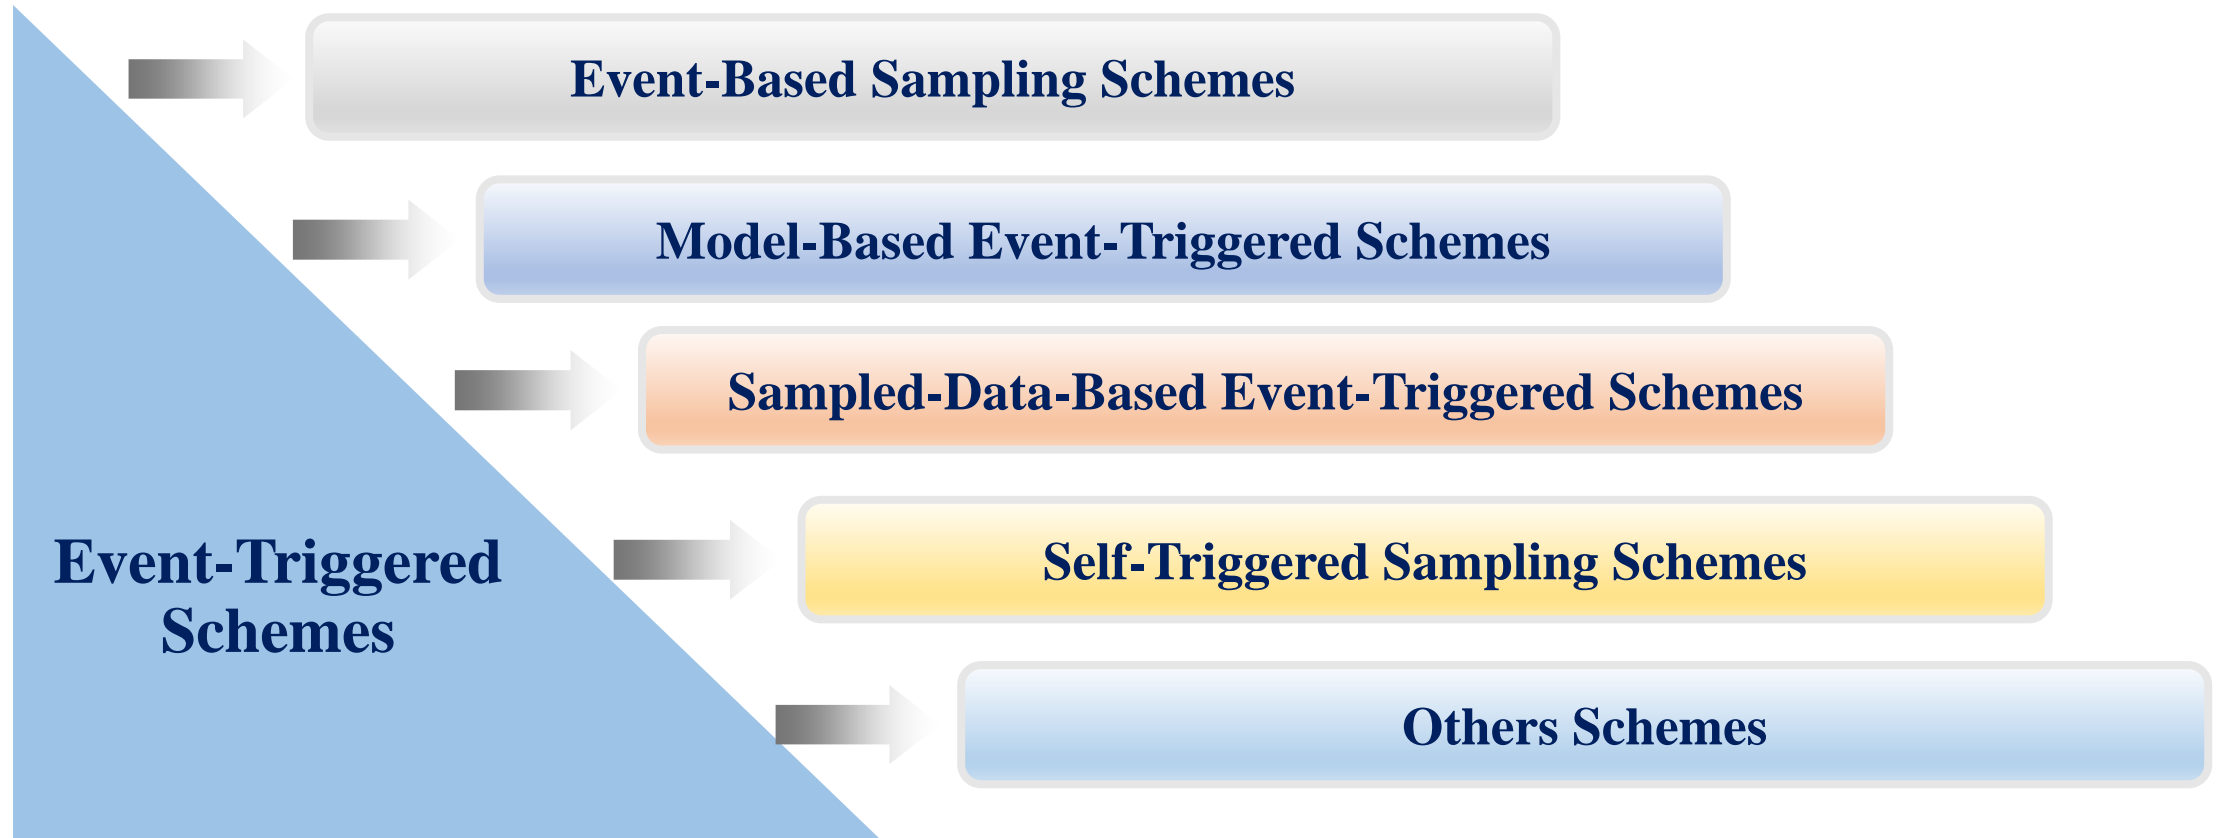 Event-Based Sampling Schemes
Model-Based Event-Triggered Schemes
Sampled-Data-Based Event-Triggered Schemes
Self-Triggered Sampling Schemes
Others Schemes
Event-Triggered
Schemes